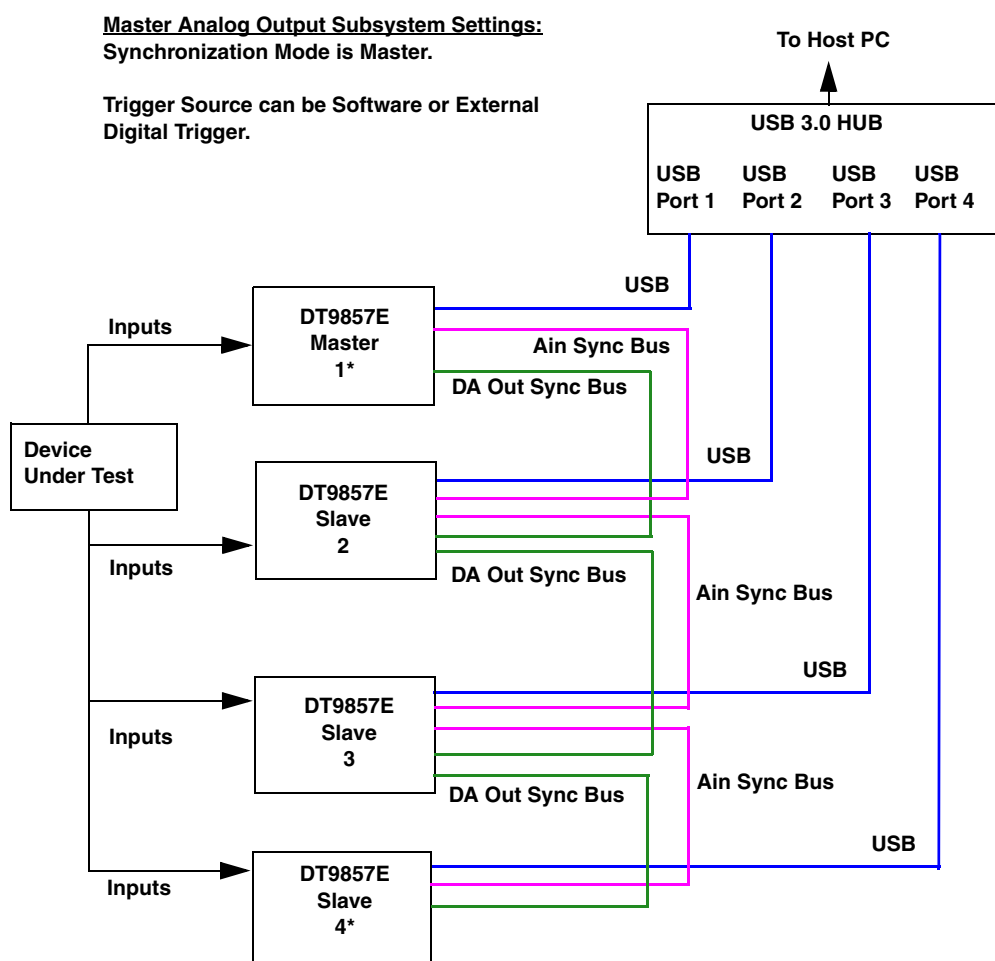 Master Analog Output Subsystem Settings:
Synchronization Mode is Master.
Trigger Source can be Software or External
Digital Trigger.
To Host PC
USB 3.0 HUB
USB
Port 1
USB
Port 2
USB
Port 3
USB
Port 4
USB
DT9857E
Master
1*
Inputs
Ain Sync Bus
DA Out Sync Bus
Device
Under Test
USB
DT9857E
Slave
2
Inputs
DA Out Sync Bus
Ain Sync Bus
USB
DT9857E
Slave
3
Inputs
Ain Sync Bus
DA Out Sync Bus
USB
DT9857E
Slave
4*
Inputs